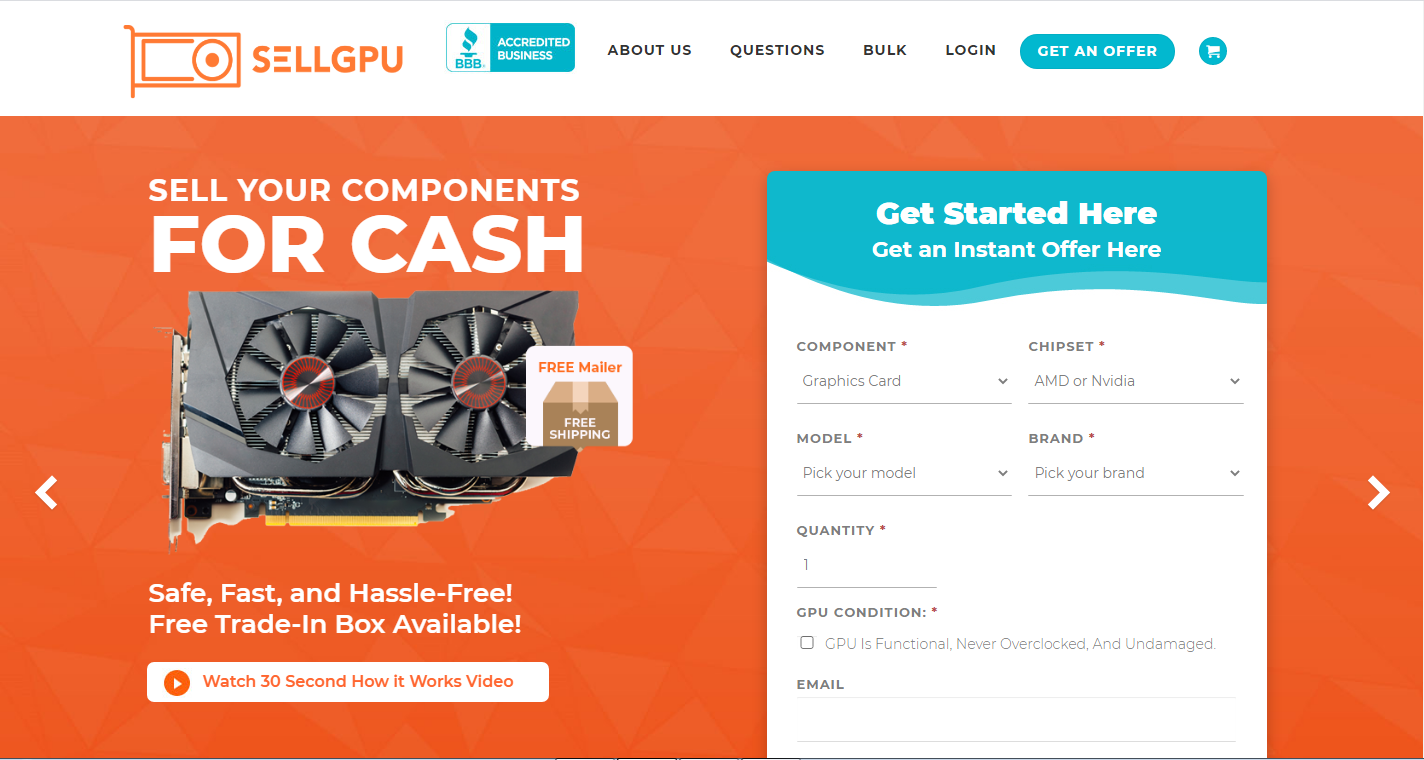 SELLGPU
BBB.
ACCREDITED
BUSINESS
ABOUT US
QUESTIONS
BULK
LOGIN
GET AN OFFER
SELL YOUR COMPONENTS
FOR CASH
FREE Mailer
FREE
SHIPPING
Safe, Fast, and Hassle-Free!
Free Trade-In Box Available!
Watch 30 Second How it Works Video
Get Started Here
Get an Instant Offer Here
COMPONENT *
CHIPSET *
Graphics Card
AMD or Nvidia
MODEL *
BRAND *
Pick your model
Pick your brand
QUANTITY *
1
GPU CONDITION: *
GPU Is Functional, Never Overclocked, And Undamaged.
EMAIL